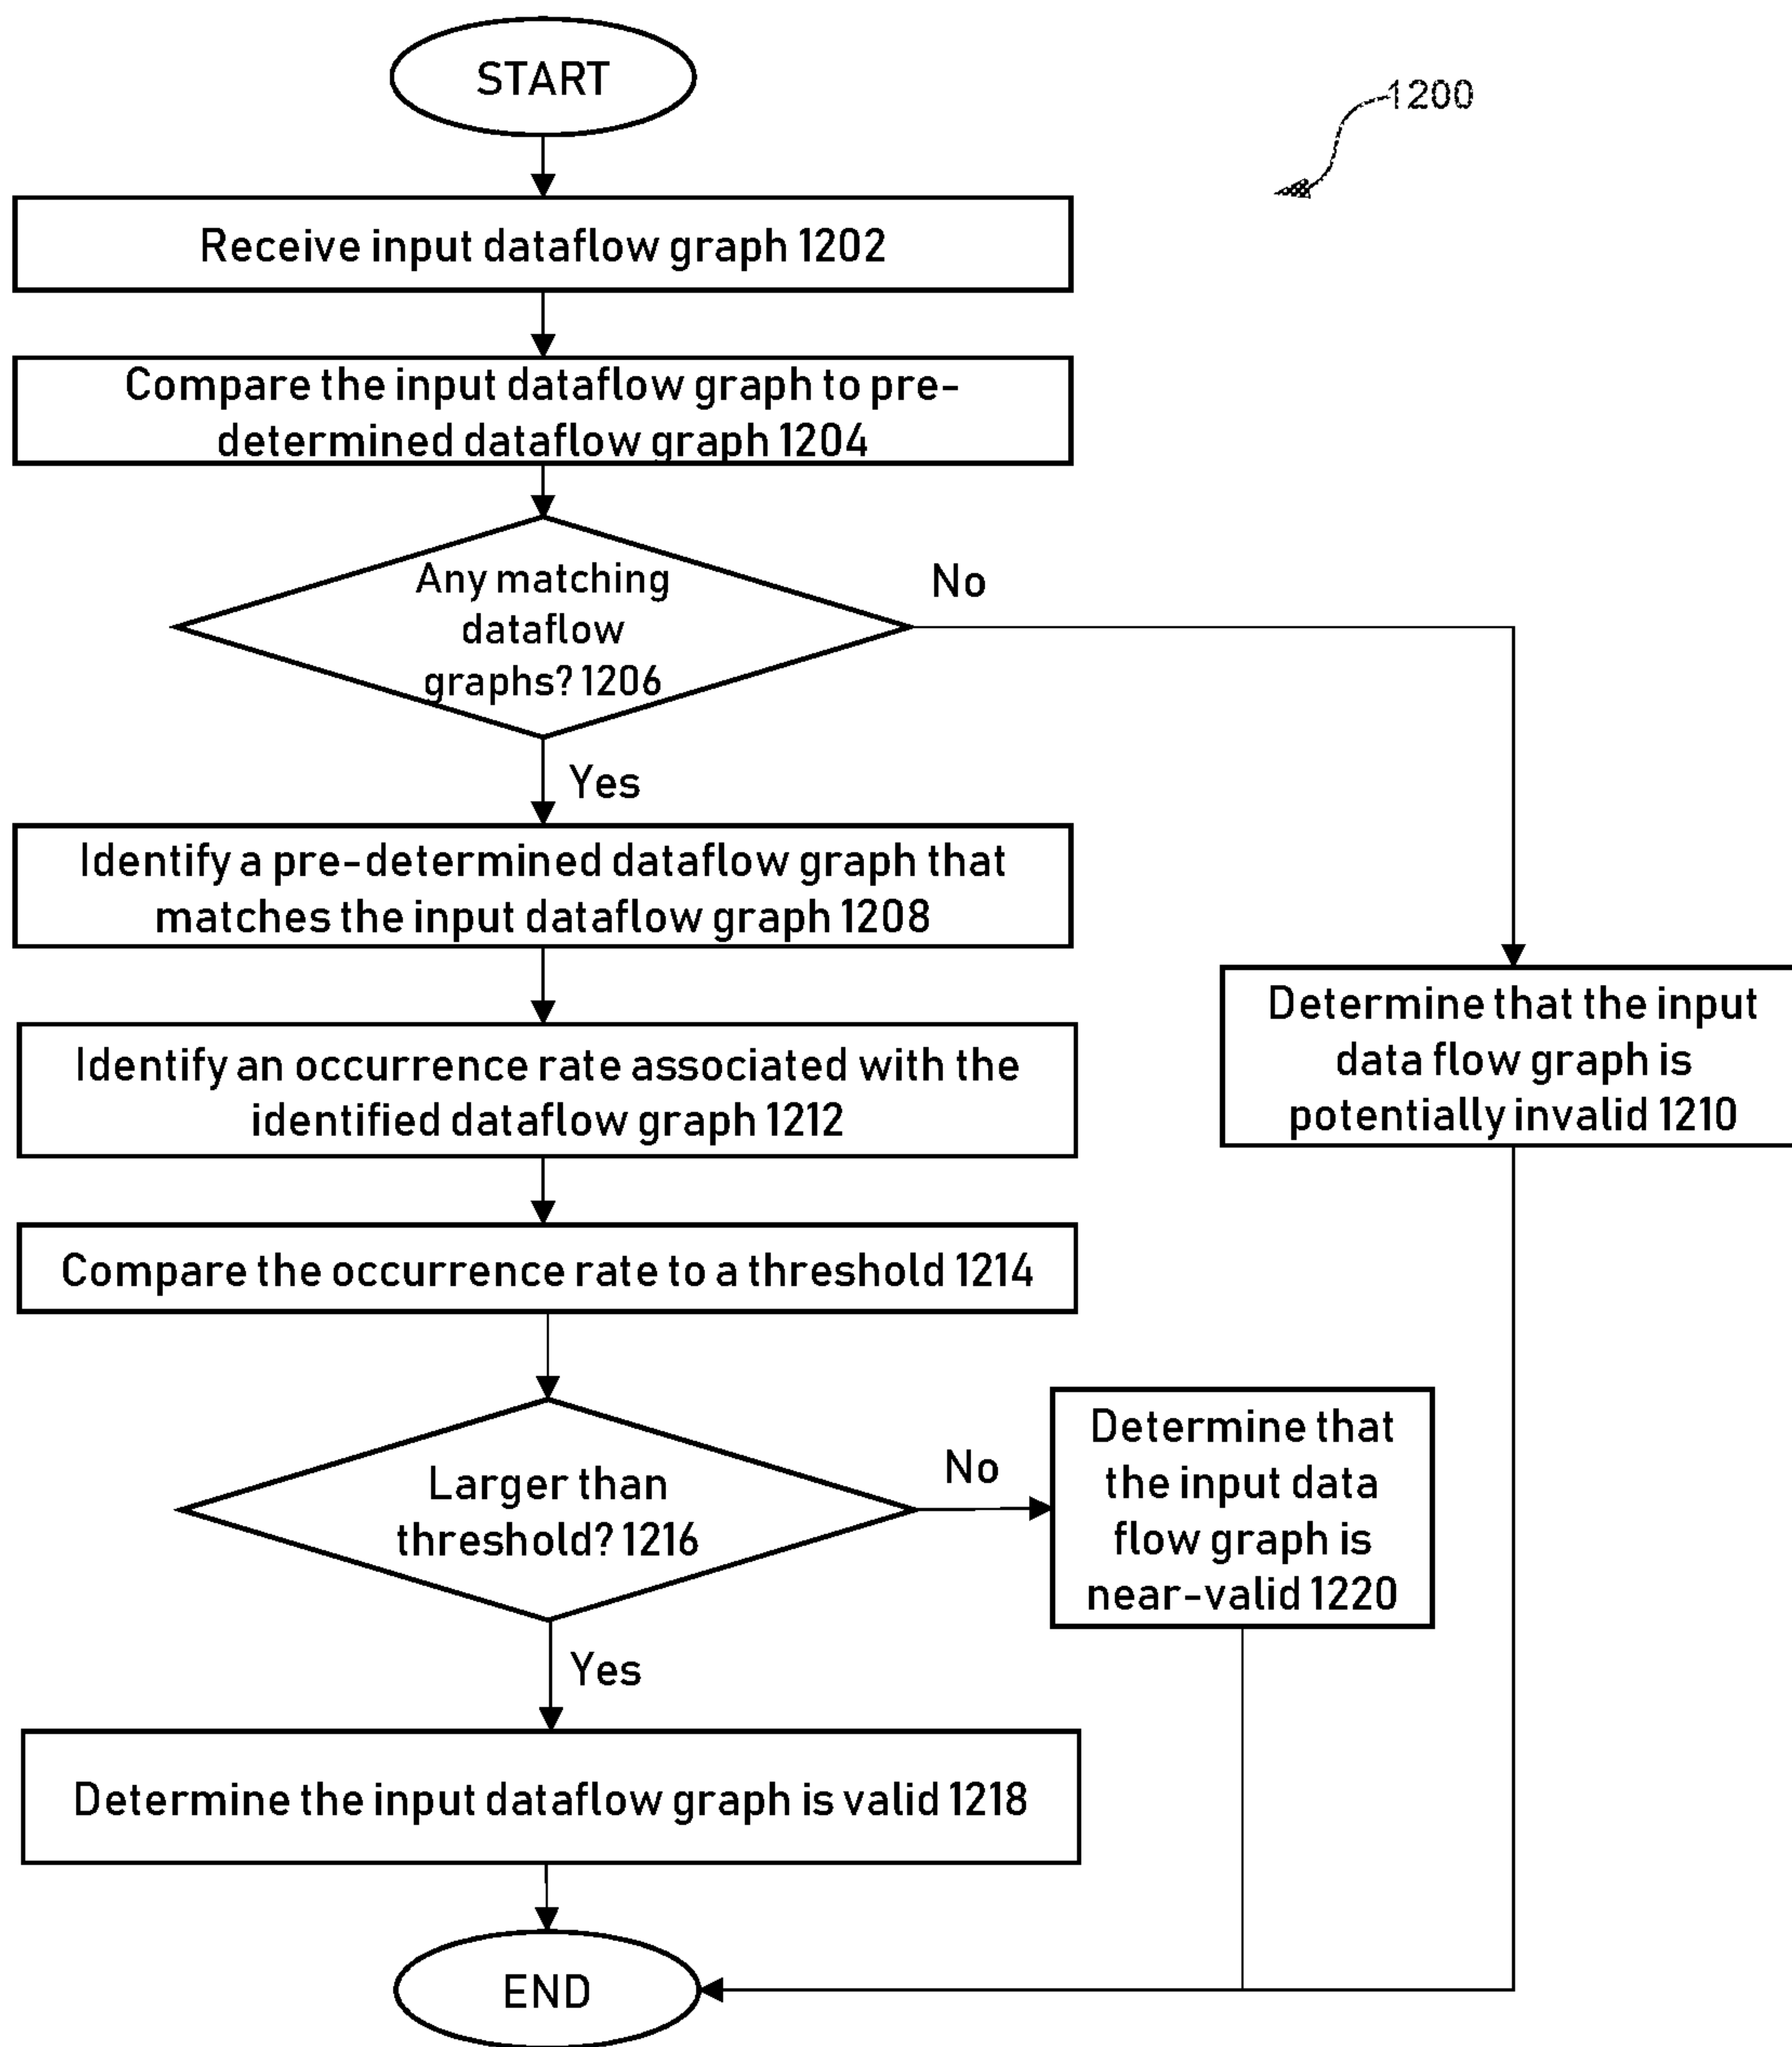 START
1200
Receive input dataflow graph 1202
Compare the input dataflow graph to pre-
determined dataflow graph 1204
Any matching
dataflow
graphs? 1206
No
Yes
Identify a pre-determined dataflow graph that
matches the input dataflow graph 1208
Determine that the input
data flow graph is
potentially invalid 1210
Identify an occurrence rate associated with the
identified dataflow graph 1212
Compare the occurrence rate to a threshold 1214
Larger than
threshold? 1216
No
Determine that
the input data
flow graph is
near-valid 1220
Yes
Determine the input dataflow graph is valid 1218
END